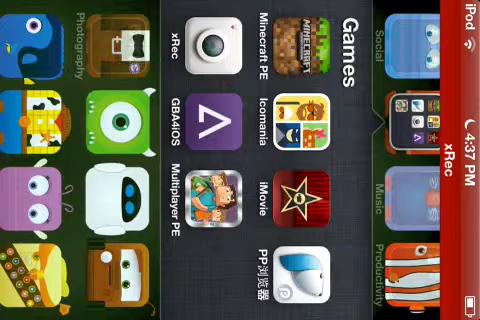 iPod 4:37 PM
xRec
Social Music Productivity
Games
MINECRAFT
Minecraft PE Icomania iMovie PP浏览器
xRec GBA4iOS Multiplayer PE
Photography